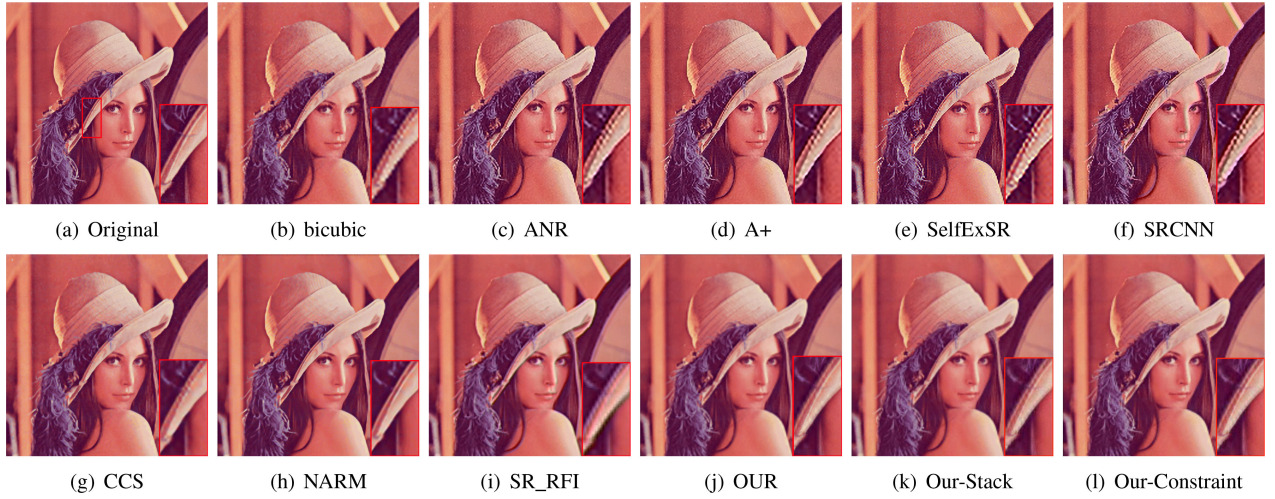 (a) Original (b) bicubic (c) ANR (d) A+ (e) SelfExSR (f) SRCNN
(g) CCS (h) NARM (i) SR_RFI (j) OUR (k) Our-Stack (l) Our-Constraint